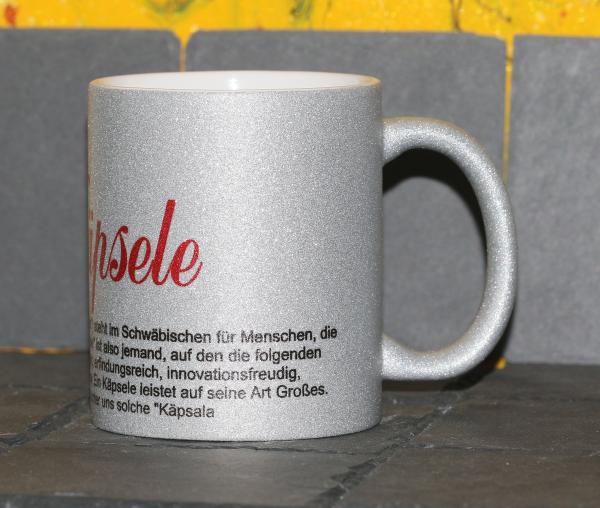 äpsele
steht im Schwäbischen für Menschen, die
ist also jemand, auf den die folgenden
erfindungsreich, innovationsfreudig,
Ein Käpsele leistet auf seine Art Großes.
uns solche "Käpsala